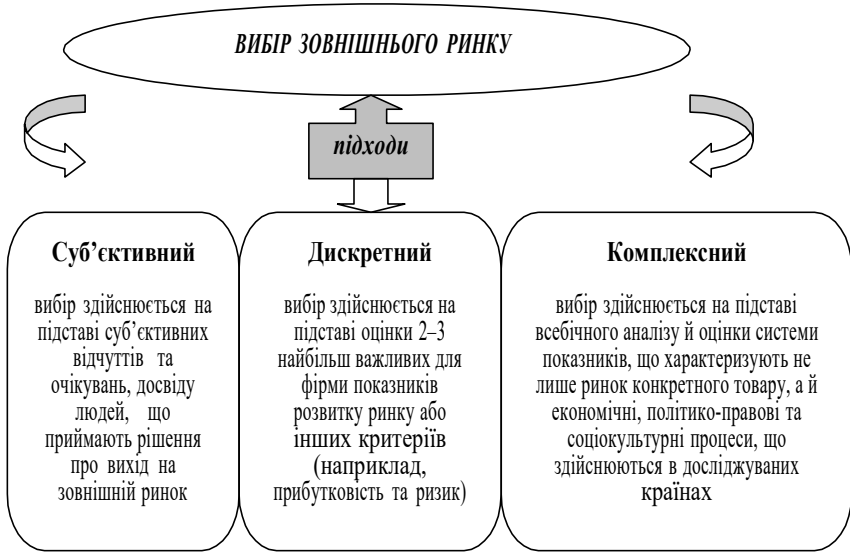 ВИБІР ЗОВНІШНЬОГО РИНКУ
підходи
Суб’єктивний
вибір здійснюється на
підставі суб’єктивних
відчуттів та
очікувань, досвіду
людей, що
приймають рішення
про вихід на
зовнішній ринок
Дискретний
вибір здійснюється на
підставі оцінки 2–3
найбільш важливих для
фірми показників
розвитку ринку або
інших критеріїв
(наприклад,
прибутковість та ризик)
Комплексний
вибір здійснюється на підставі
всебічного аналізу й оцінки системи
показників, що характеризують не
лише ринок конкретного товару, а й
економічні, політико-правові та
соціокультурні процеси, що
здійснюються в досліджуваних
країнах